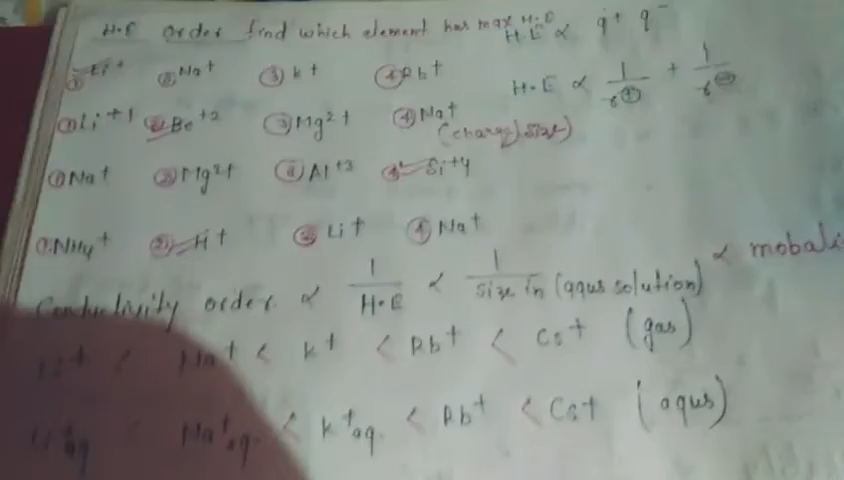 H.E order find which element has max H.E
H.E ∝ q+ q-
① Li+ ② Na+ ③ k+ ④ Rb+
H.E ∝ 1/r⊕ + 1/r⊖
① Li+1 ② Be+2 ③ Mg2+ ④ Na+
(charge) size)
① Na+ ② Mg2+ ③ Al+3 ④ Si+4
① NH4+ ② H+ ③ Li+ ④ Na+
Conductivity order ∝ 1/H.E ∝ 1/size in (aqus solution) ∝
Li+ < Na+ < k+ < Rb+ < Cs+ (gas)
Li+aq < Na+aq. < k+aq. < Rb+ < Cs+ (aqus)